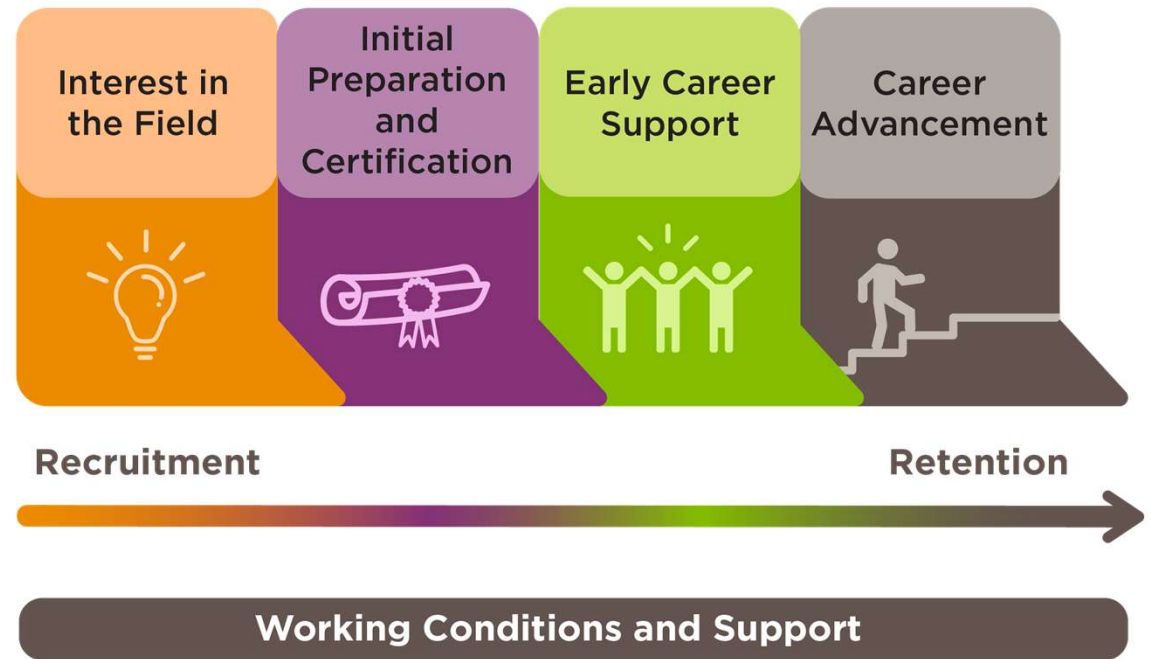 Interest in
the Field
Initial
Preparation
and
Certification
Early Career
Support
Career
Advancement
Recruitment
Retention
Working Conditions and Support